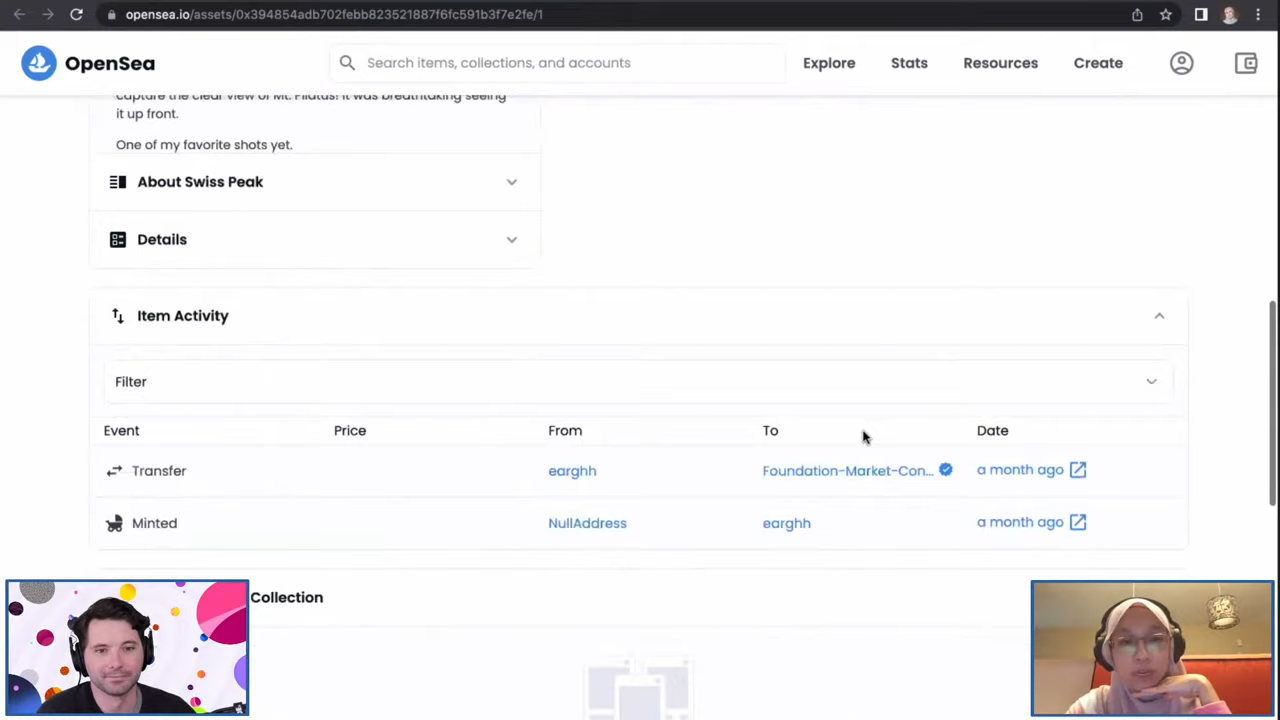 opensea.io/assets/0x394854adb702febb823521887f6fc591b3f7e2fe/1
OpenSea
Search items, collections, and accounts
Explore
Stats
Resources
Create
capture the clear view of Mt. Pilatus! It was breathtaking seeing
it up front.
One of my favorite shots yet.
About Swiss Peak
Details
Item Activity
Filter
Event Price From To Date
Transfer earghh Foundation-Market-Con... a month ago
Minted NullAddress earghh a month ago
Collection